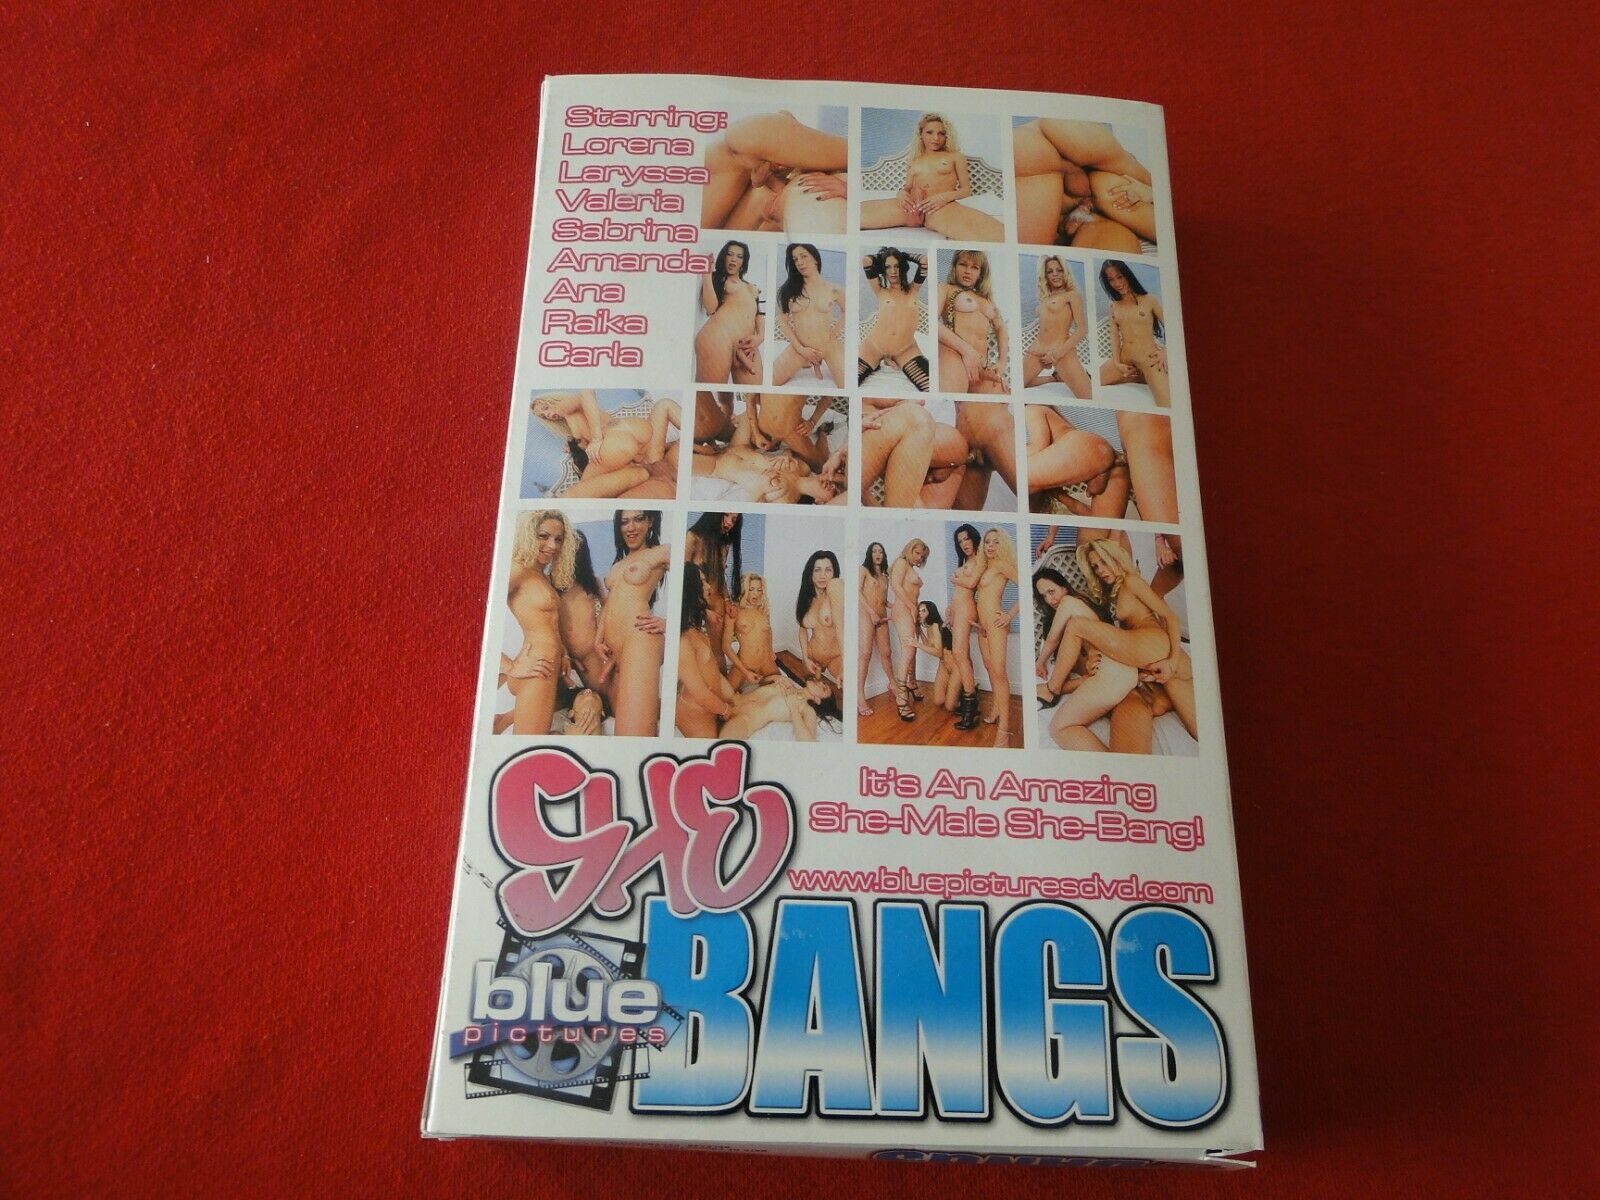 Starring:
Lorena
Laryssa
Valeria
Sabrina
Amanda
Ana
Raika
Carla
It's An Amazing
She-Male She-Bang!
www.bluepicturesdvd.com
SHE
BANGS
blue
pictures
BANGS